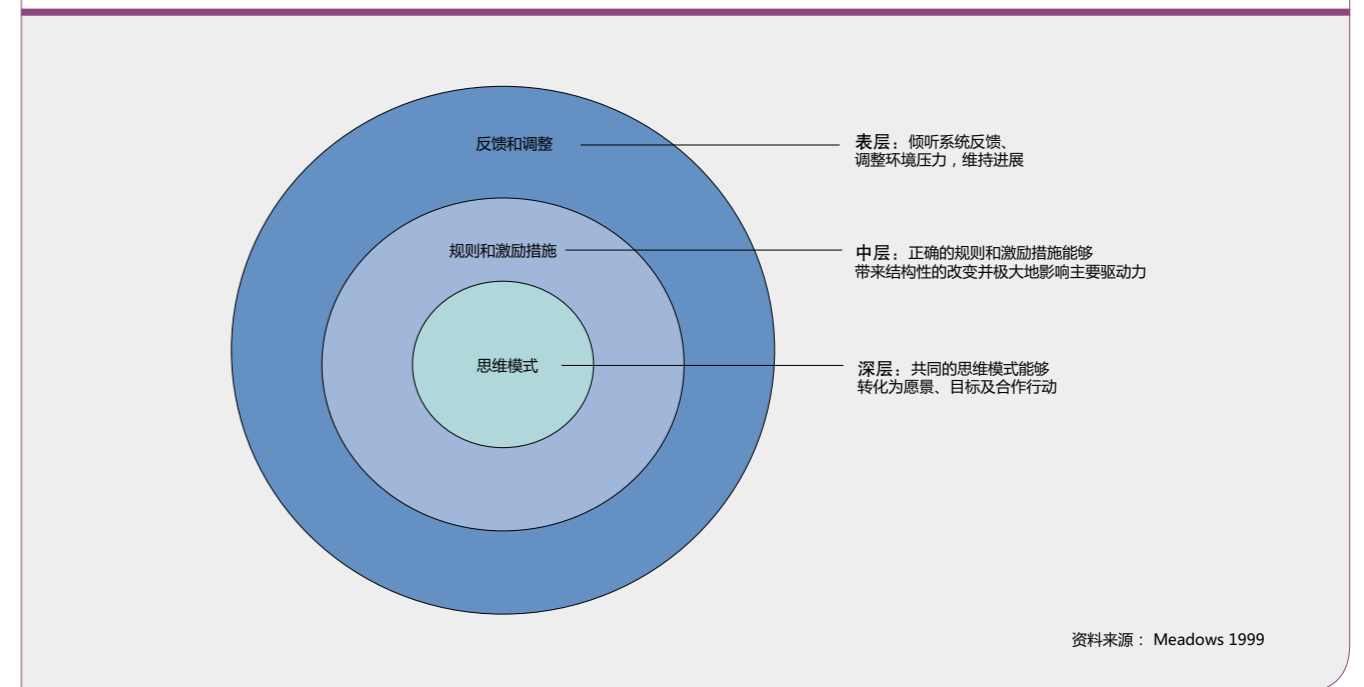 反馈和调整
表层：倾听系统反馈、
调整环境压力，维持进展
规则和激励措施
中层：正确的规则和激励措施能够
带来结构性的改变并极大地影响主要驱动力
思维模式
深层：共同的思维模式能够
转化为愿景、目标及合作行动
资料来源： Meadows 1999